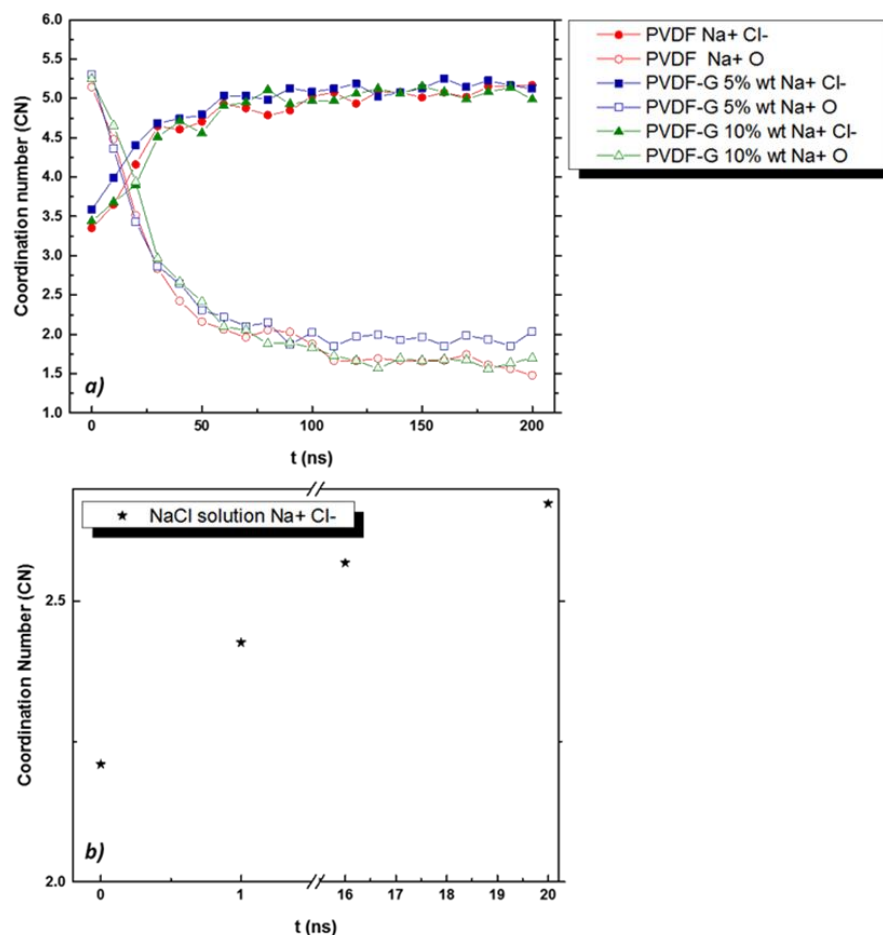 6.0
5.5
5.0
4.5
4.0
3.5
3.0
2.5
2.0
1.5
1.0
Coordination number (CN)
a)
0 50 100 150 200
t (ns)
PVDF Na+ Cl-
PVDF Na+ O
PVDF-G 5% wt Na+ Cl-
PVDF-G 5% wt Na+ O
PVDF-G 10% wt Na+ Cl-
PVDF-G 10% wt Na+ O
NaCl solution Na+ Cl-
2.5
2.0
Coordination Number (CN)
b)
0 1 16 17 18 19 20
t (ns)